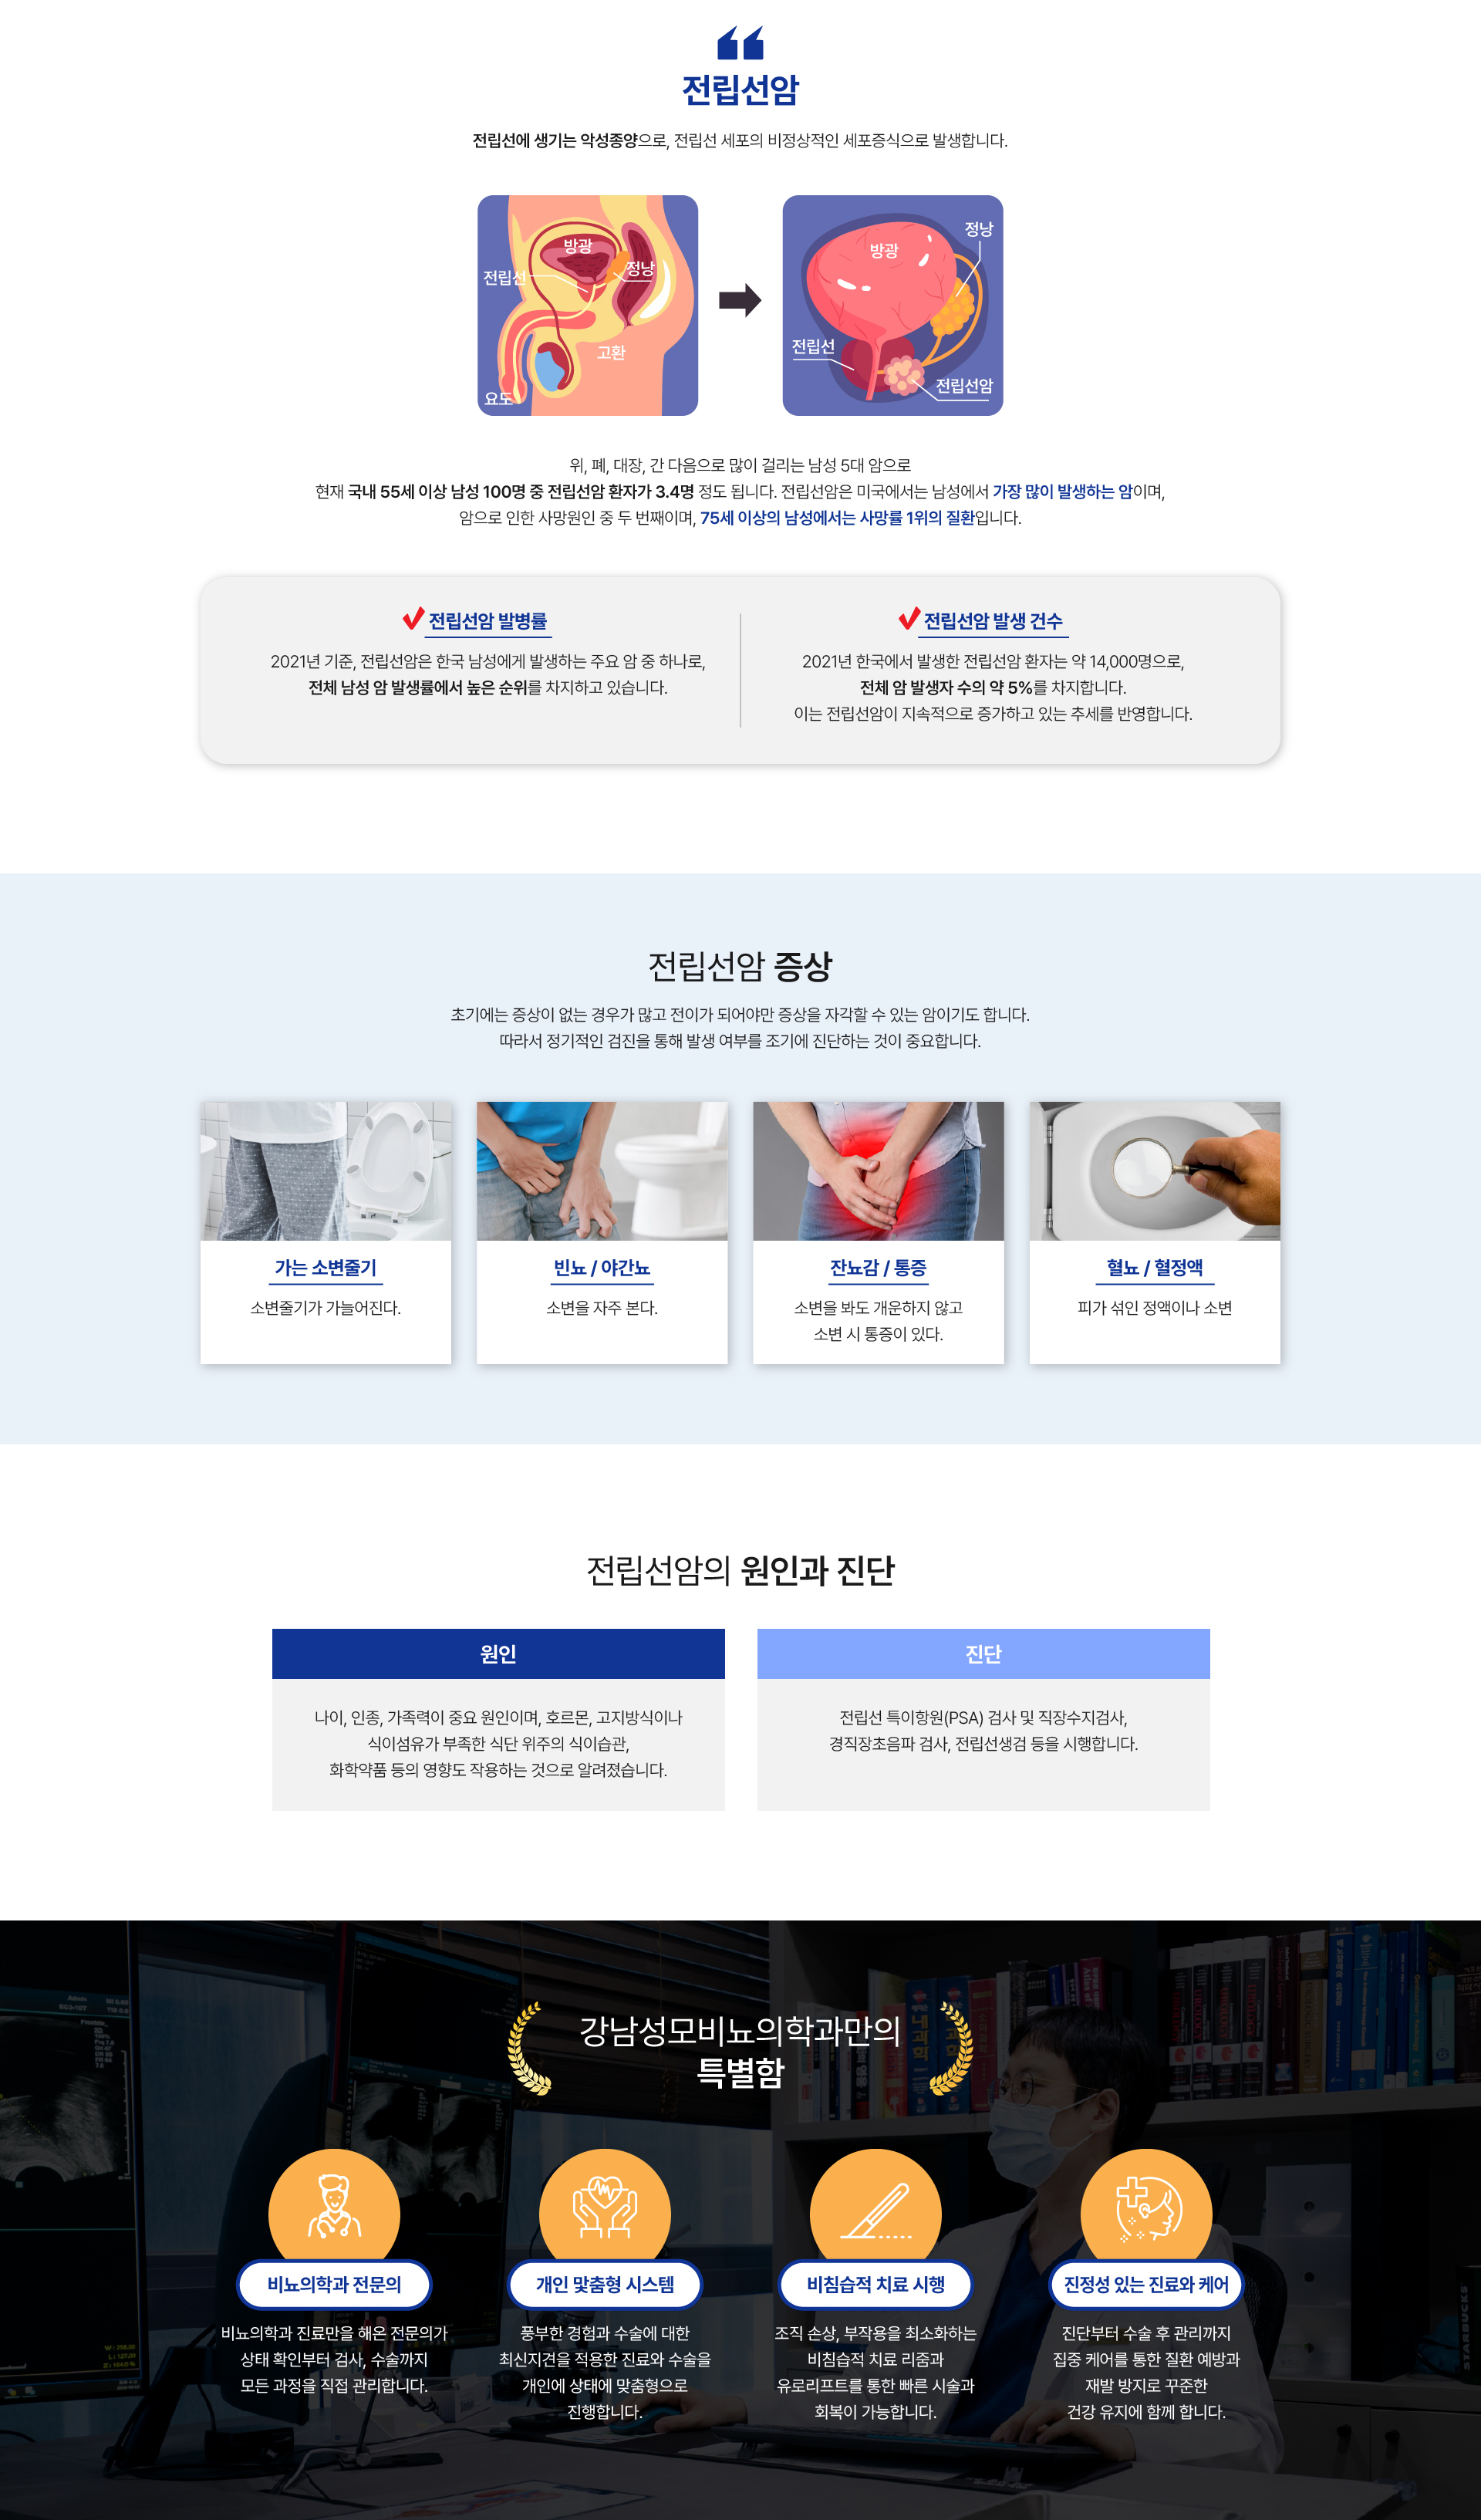 전립선암
전립선에 생기는 악성종양으로, 전립선 세포의 비정상적인 세포증식으로 발생합니다.
방광
정낭
전립선
고환
요도
정낭
방광
전립선
전립선암
위, 폐, 대장, 간 다음으로 많이 걸리는 남성 5대 암으로
현재 국내 55세 이상 남성 100명 중 전립선암 환자가 3.4명 정도 됩니다. 전립선암은 미국에서는 남성에서 가장 많이 발생하는 암이며,
암으로 인한 사망원인 중 두 번째이며, 75세 이상의 남성에서는 사망률 1위의 질환입니다.
전립선암 발병률
2021년 기준, 전립선암은 한국 남성에게 발생하는 주요 암 중 하나로,
전체 남성 암 발생률에서 높은 순위를 차지하고 있습니다.
전립선암 발생 건수
2021년 한국에서 발생한 전립선암 환자는 약 14,000명으로,
전체 암 발생자 수의 약 5%를 차지합니다.
이는 전립선암이 지속적으로 증가하고 있는 추세를 반영합니다.
전립선암 증상
초기에는 증상이 없는 경우가 많고 전이가 되어야만 증상을 자각할 수 있는 암이기도 합니다.
따라서 정기적인 검진을 통해 발생 여부를 조기에 진단하는 것이 중요합니다.
가는 소변줄기
소변줄기가 가늘어진다.
빈뇨 / 야간뇨
소변을 자주 본다.
잔뇨감 / 통증
소변을 봐도 개운하지 않고
소변 시 통증이 있다.
혈뇨 / 혈정액
피가 섞인 정액이나 소변
전립선암의 원인과 진단
원인
나이, 인종, 가족력이 중요 원인이며, 호르몬, 고지방식이나
식이섬유가 부족한 식단 위주의 식이습관,
화학약품 등의 영향도 작용하는 것으로 알려졌습니다.
진단
전립선 특이항원(PSA) 검사 및 직장수지검사,
경직장초음파 검사, 전립선생검 등을 시행합니다.
강남성모비뇨의학과만의
특별함
내과학
STARBUCKS
비뇨의학과 전문의
비뇨의학과 진료만을 해온 전문의가
상태 확인부터 검사, 수술까지
모든 과정을 직접 관리합니다.
개인 맞춤형 시스템
풍부한 경험과 수술에 대한
최신지견을 적용한 진료와 수술을
개인에 상태에 맞춤형으로
진행합니다.
비침습적 치료 시행
조직 손상, 부작용을 최소화하는
비침습적 치료 리줌과
유로리프트를 통한 빠른 시술과
회복이 가능합니다.
진정성 있는 진료와 케어
진단부터 수술 후 관리까지
집중 케어를 통한 질환 예방과
재발 방지로 꾸준한
건강 유지에 함께 합니다.